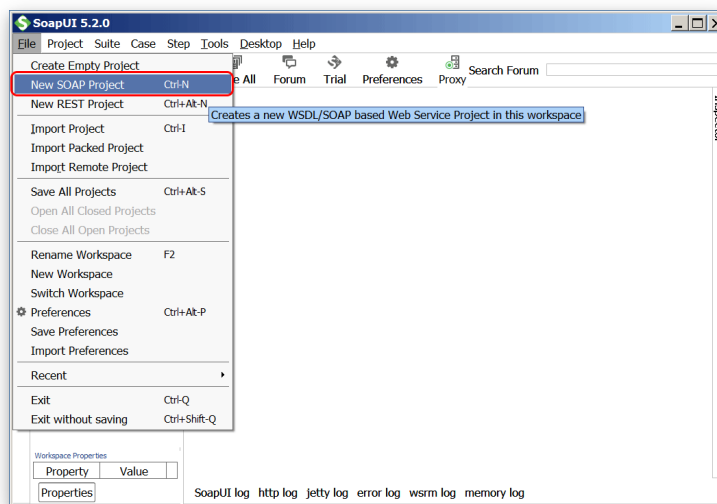 SoapUI 5.2.0
File Project Suite Case Step Tools Desktop Help
e All Forum Trial Preferences Proxy Search Forum
Create Empty Project
New SOAP Project Ctrl-N
New REST Project Ctrl+Alt-N
Creates a new WSDL/SOAP based Web Service Project in this workspace
Import Project Ctrl-I
Import Packed Project
Import Remote Project
Save All Projects Ctrl+Alt-S
Open All Closed Projects
Close All Open Projects
Rename Workspace F2
New Workspace
Switch Workspace
Preferences Ctrl+Alt-P
Save Preferences
Import Preferences
Recent
Exit Ctrl-Q
Exit without saving Ctrl+Shift-Q
Workspace Properties
Property Value
Properties
SoapUI log http log jetty log error log wsrm log memory log